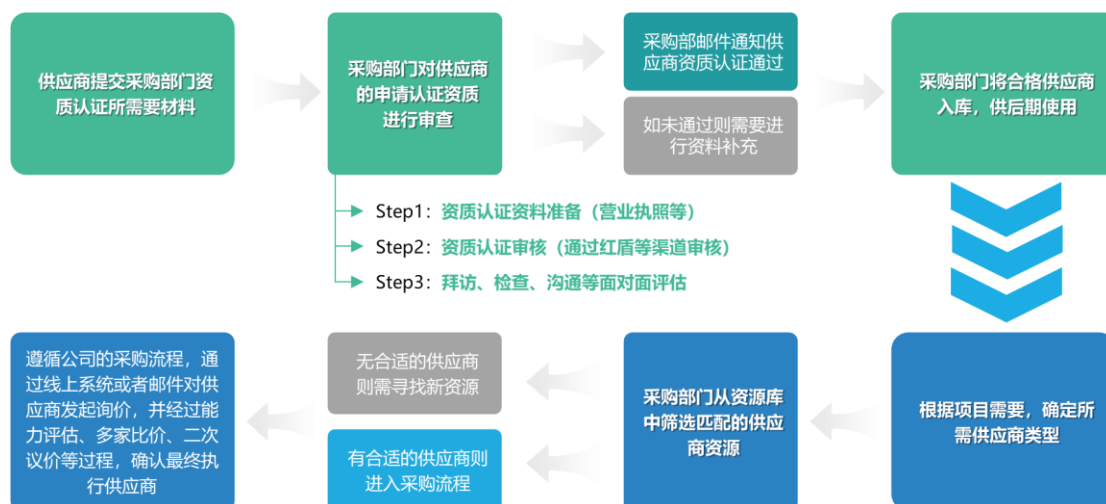 供应商提交采购部门资
质认证所需要材料
采购部门对供应商
的申请认证资质
进行审查
采购部邮件通知供
应商资质认证通过
如未通过则需要进
行资料补充
采购部门将合格供应商
入库，供后期使用
Step1：资质认证资料准备（营业执照等）
Step2：资质认证审核（通过红盾等渠道审核）
Step3：拜访、检查、沟通等面对面评估
根据项目需要，确定所
需供应商类型
采购部门从资源库
中筛选匹配的供应
商资源
无合适的供应商
则需寻找新资源
有合适的供应商则
进入采购流程
遵循公司的采购流程，通
过线上系统或者邮件对供
应商发起询价，并经过能
力评估、多家比价、二次
议价等过程，确认最终执
行供应商